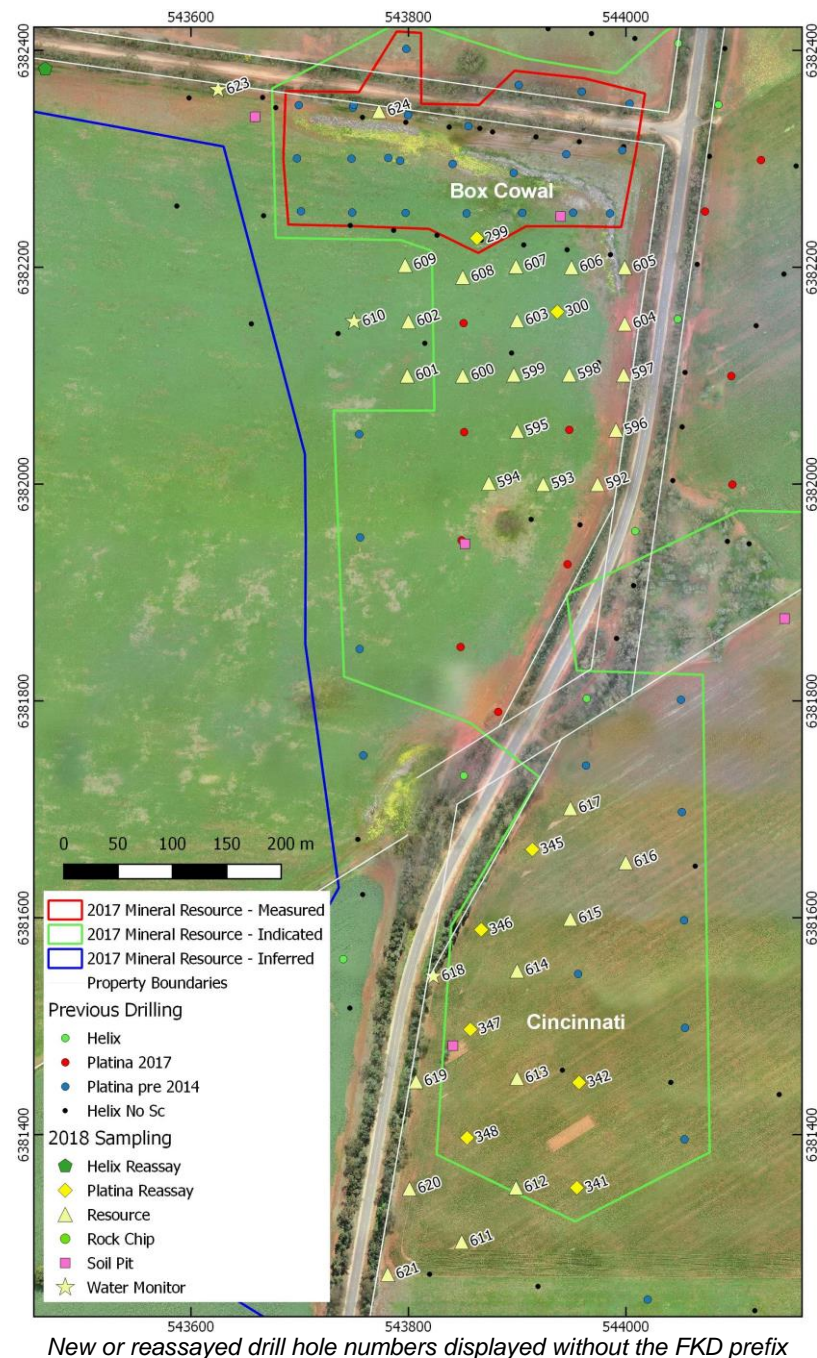 543600
543800
544000
6382400
6382400
623
624
Box Cowal
299
6382200
6382200
609
608
607
606
605
610
602
603
300
604
601
600
599
598
597
595
596
6382000
6382000
594
593
592
6381800
6381800
617
345
616
0 50 100 150 200 m
2017 Mineral Resource - Measured
2017 Mineral Resource - Indicated
2017 Mineral Resource - Inferred
Property Boundaries
Previous Drilling
Helix
Platina 2017
Platina pre 2014
Helix No Sc
2018 Sampling
Helix Reassay
Platina Reassay
Resource
Rock Chip
Soil Pit
Water Monitor
6381600
346
615
618
614
347
Cincinnati
619
613
342
348
6381400
620
612
341
611
621
543600
543800
544000
New or reassayed drill hole numbers displayed without the FKD prefix